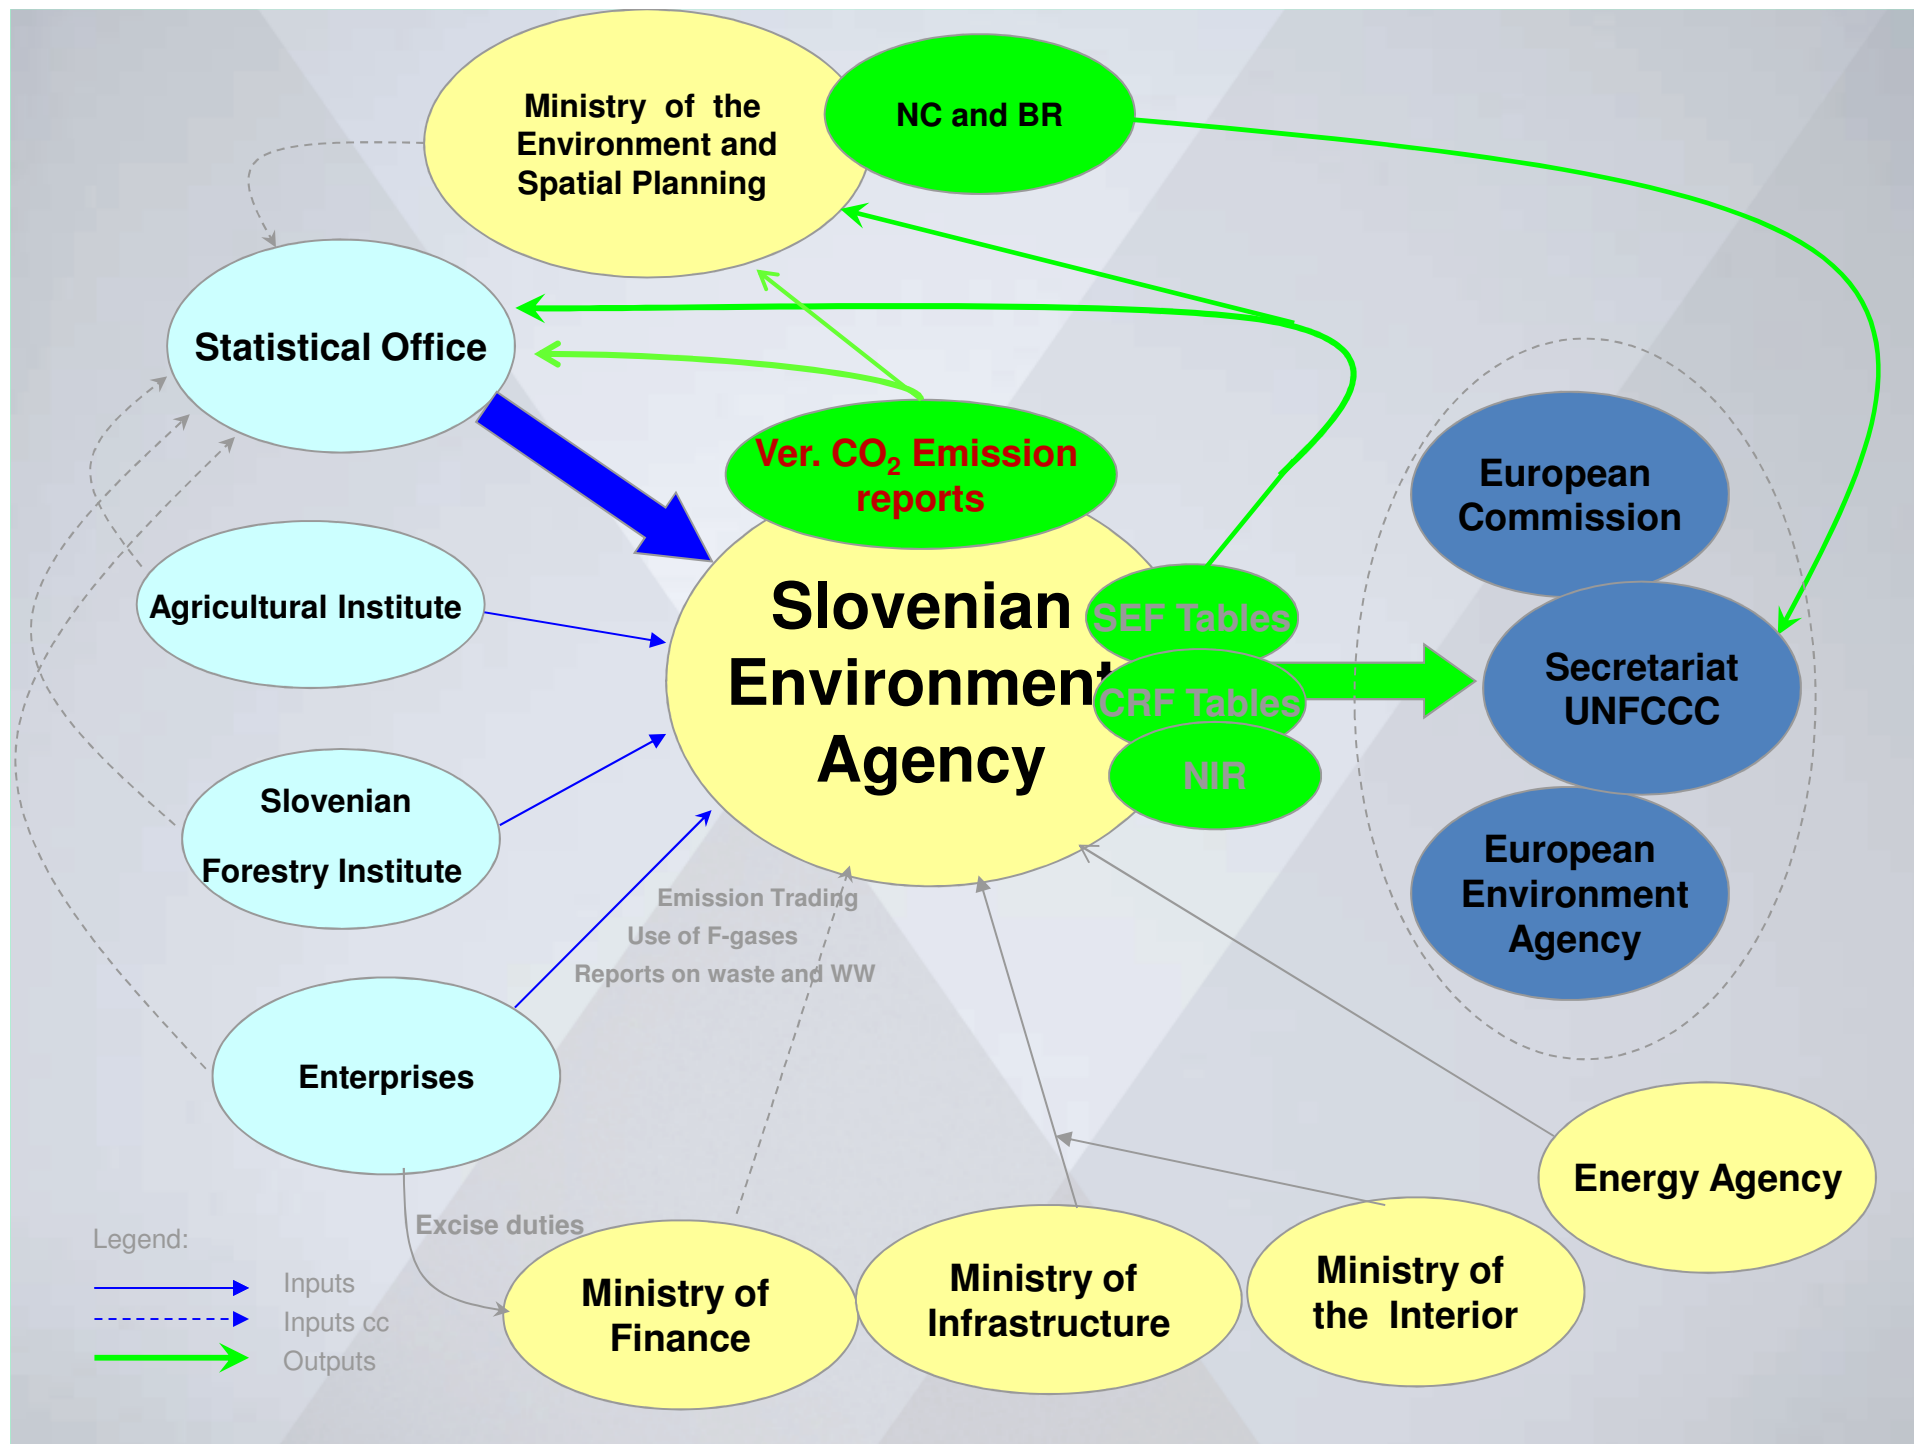 Ministry of the
Environment and
Spatial Planning
NC and BR
Statistical Office
Ver. CO₂ Emission
reports
European
Commission
Slovenian
Environment
Agency
SEF Tables
CRF Tables
NIR
Secretariat
UNFCCC
Agricultural Institute
Slovenian
Forestry Institute
European
Environment
Agency
Emission Trading
Use of F-gases
Reports on waste and WW
Enterprises
Energy Agency
Excise duties
Ministry of
Finance
Ministry of
Infrastructure
Ministry of
the Interior
Legend:
Inputs
Inputs cc
Outputs